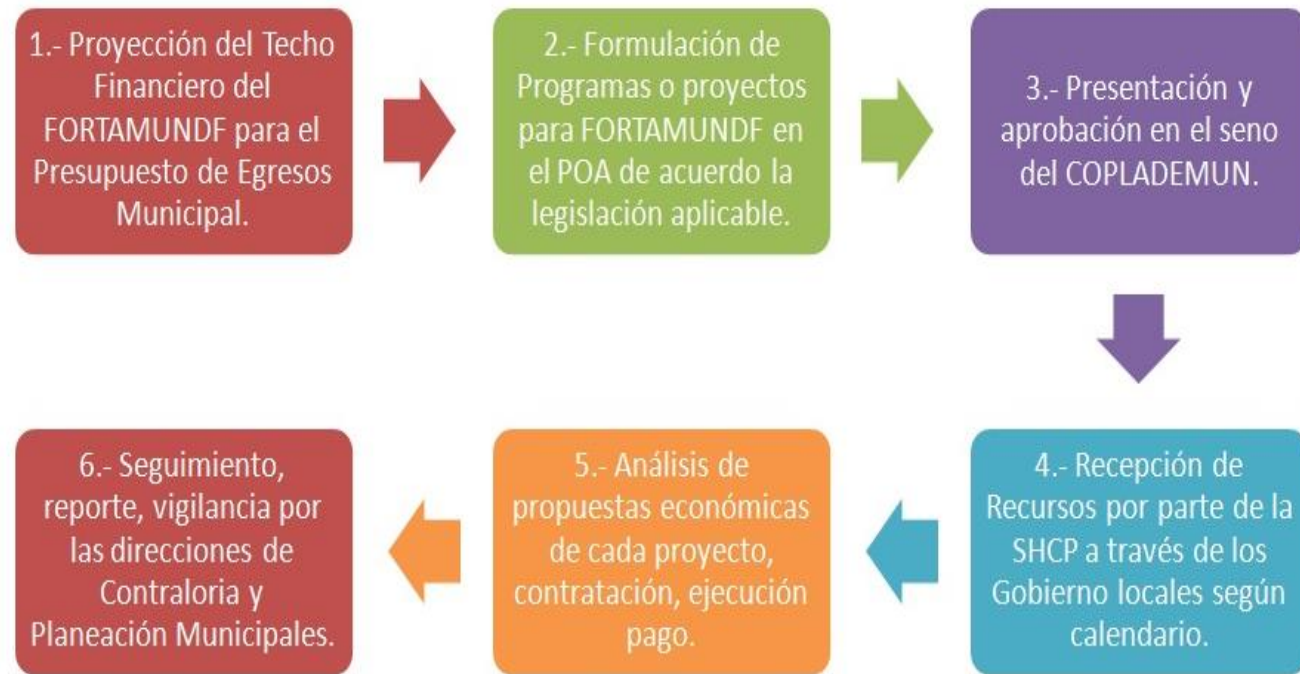 1.- Proyección del Techo
Financiero del
FORTAMUNDF para el
Presupuesto de Egresos
Municipal.
2.- Formulación de
Programas o proyectos
para FORTAMUNDF en
el POA de acuerdo la
legislación aplicable.
3.- Presentación y
aprobación en el seno
del COPLADEMUN.
4.- Recepción de
Recursos por parte de la
SHCP a través de los
Gobierno locales según
calendario.
5.- Análisis de
propuestas económicas
de cada proyecto,
contratación, ejecución
pago.
6.- Seguimiento,
reporte, vigilancia por
las direcciones de
Contraloria y
Planeación Municipales.